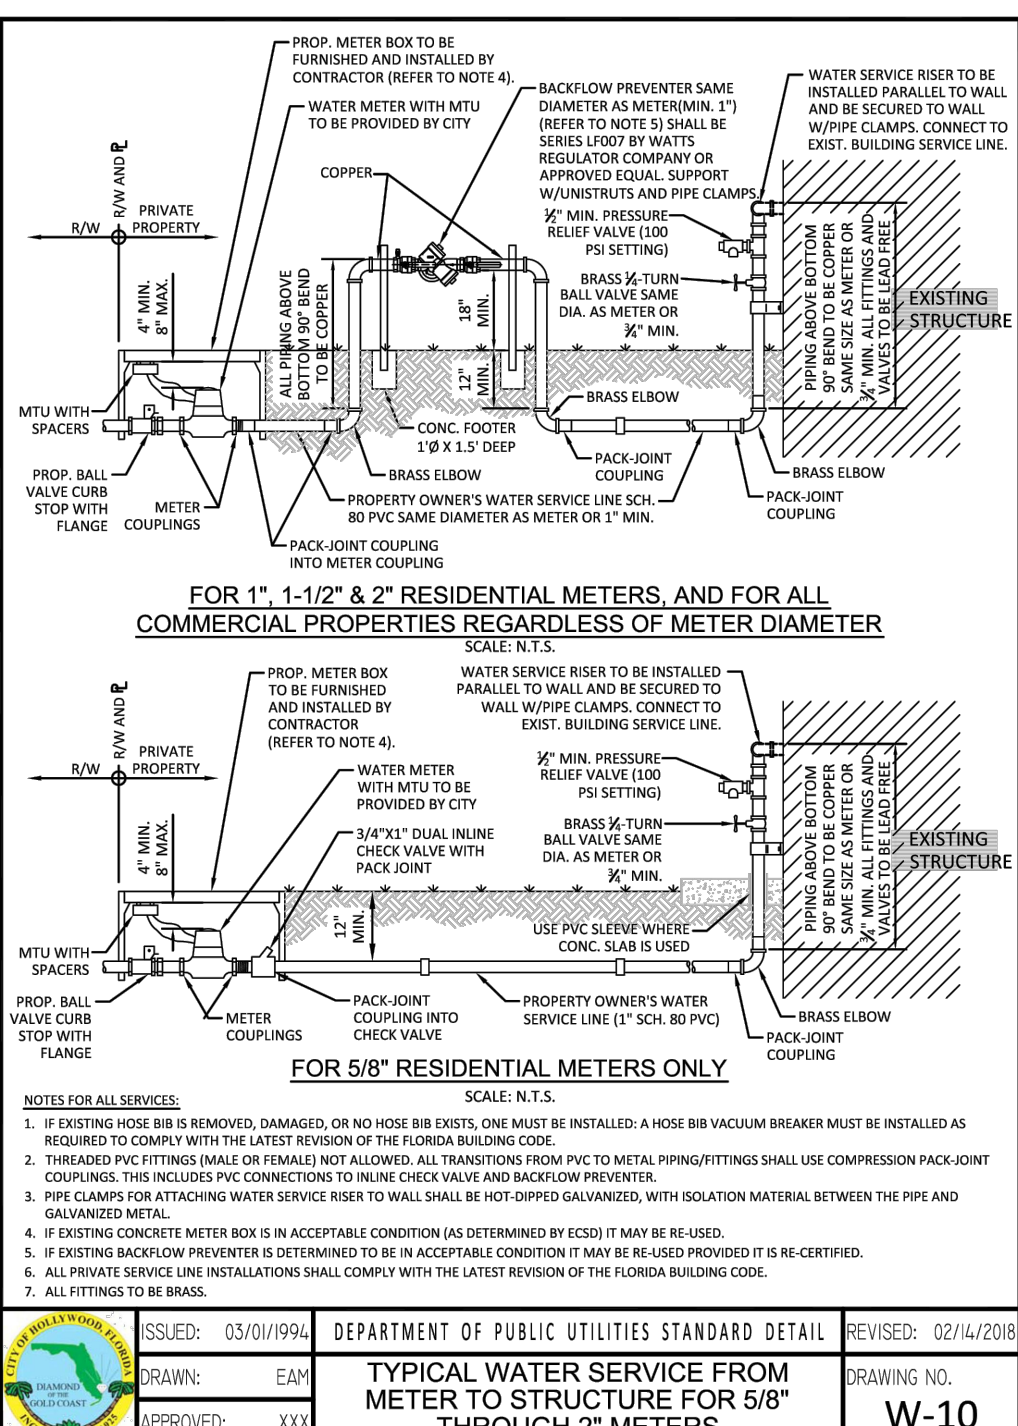 PROP. METER BOX TO BE
FURNISHED AND INSTALLED BY
CONTRACTOR (REFER TO NOTE 4).
WATER METER WITH MTU
TO BE PROVIDED BY CITY
COPPER
BACKFLOW PREVENTER SAME
DIAMETER AS METER(MIN. 1")
(REFER TO NOTE 5) SHALL BE
SERIES LF007 BY WATTS
REGULATOR COMPANY OR
APPROVED EQUAL. SUPPORT
W/UNISTRUTS AND PIPE CLAMPS.
WATER SERVICE RISER TO BE
INSTALLED PARALLEL TO WALL
AND BE SECURED TO WALL
W/PIPE CLAMPS. CONNECT TO
EXIST. BUILDING SERVICE LINE.
R/W AND PL
R/W
PRIVATE
PROPERTY
4" MIN.
8" MAX.
½" MIN. PRESSURE
RELIEF VALVE (100
PSI SETTING)
BRASS ¼-TURN
BALL VALVE SAME
DIA. AS METER OR
¾" MIN.
ALL PIPING ABOVE
BOTTOM 90° BEND
TO BE COPPER
18"
MIN.
12"
MIN.
PIPING ABOVE BOTTOM
90° BEND TO BE COPPER
SAME SIZE AS METER OR
¾" MIN. ALL FITTINGS AND
VALVES TO BE LEAD FREE
EXISTING
STRUCTURE
MTU WITH
SPACERS
PROP. BALL
VALVE CURB
STOP WITH
FLANGE
METER
COUPLINGS
CONC. FOOTER
1'Ø X 1.5' DEEP
BRASS ELBOW
BRASS ELBOW
PACK-JOINT
COUPLING
BRASS ELBOW
PACK-JOINT
COUPLING
PROPERTY OWNER'S WATER SERVICE LINE SCH.
80 PVC SAME DIAMETER AS METER OR 1" MIN.
PACK-JOINT COUPLING
INTO METER COUPLING
FOR 1", 1-1/2" & 2" RESIDENTIAL METERS, AND FOR ALL
COMMERCIAL PROPERTIES REGARDLESS OF METER DIAMETER
SCALE: N.T.S.
PROP. METER BOX
TO BE FURNISHED
AND INSTALLED BY
CONTRACTOR
(REFER TO NOTE 4).
WATER SERVICE RISER TO BE INSTALLED
PARALLEL TO WALL AND BE SECURED TO
WALL W/PIPE CLAMPS. CONNECT TO
EXIST. BUILDING SERVICE LINE.
R/W AND PL
R/W
PRIVATE
PROPERTY
4" MIN.
8" MAX.
WATER METER
WITH MTU TO BE
PROVIDED BY CITY
3/4"X1" DUAL INLINE
CHECK VALVE WITH
PACK JOINT
½" MIN. PRESSURE
RELIEF VALVE (100
PSI SETTING)
BRASS ¼-TURN
BALL VALVE SAME
DIA. AS METER OR
¾" MIN.
PIPING ABOVE BOTTOM
90° BEND TO BE COPPER
SAME SIZE AS METER OR
¾" MIN. ALL FITTINGS AND
VALVES TO BE LEAD FREE
EXISTING
STRUCTURE
12"
MIN.
USE PVC SLEEVE WHERE
CONC. SLAB IS USED
MTU WITH
SPACERS
PROP. BALL
VALVE CURB
STOP WITH
FLANGE
METER
COUPLINGS
PACK-JOINT
COUPLING INTO
CHECK VALVE
PROPERTY OWNER'S WATER
SERVICE LINE (1" SCH. 80 PVC)
BRASS ELBOW
PACK-JOINT
COUPLING
FOR 5/8" RESIDENTIAL METERS ONLY
SCALE: N.T.S.
NOTES FOR ALL SERVICES:
1. IF EXISTING HOSE BIB IS REMOVED, DAMAGED, OR NO HOSE BIB EXISTS, ONE MUST BE INSTALLED: A HOSE BIB VACUUM BREAKER MUST BE INSTALLED AS
REQUIRED TO COMPLY WITH THE LATEST REVISION OF THE FLORIDA BUILDING CODE.
2. THREADED PVC FITTINGS (MALE OR FEMALE) NOT ALLOWED. ALL TRANSITIONS FROM PVC TO METAL PIPING/FITTINGS SHALL USE COMPRESSION PACK-JOINT
COUPLINGS. THIS INCLUDES PVC CONNECTIONS TO INLINE CHECK VALVE AND BACKFLOW PREVENTER.
3. PIPE CLAMPS FOR ATTACHING WATER SERVICE RISER TO WALL SHALL BE HOT-DIPPED GALVANIZED, WITH ISOLATION MATERIAL BETWEEN THE PIPE AND
GALVANIZED METAL.
4. IF EXISTING CONCRETE METER BOX IS IN ACCEPTABLE CONDITION (AS DETERMINED BY ECSD) IT MAY BE RE-USED.
5. IF EXISTING BACKFLOW PREVENTER IS DETERMINED TO BE IN ACCEPTABLE CONDITION IT MAY BE RE-USED PROVIDED IT IS RE-CERTIFIED.
6. ALL PRIVATE SERVICE LINE INSTALLATIONS SHALL COMPLY WITH THE LATEST REVISION OF THE FLORIDA BUILDING CODE.
7. ALL FITTINGS TO BE BRASS.
CITY OF HOLLYWOOD, FLORIDA
DIAMOND
OF THE
GOLD COAST
ISSUED: 03/01/1994
DRAWN: EAM
APPROVED: XXX
DEPARTMENT OF PUBLIC UTILITIES STANDARD DETAIL
TYPICAL WATER SERVICE FROM
METER TO STRUCTURE FOR 5/8"
THROUGH 2" METERS
REVISED: 02/14/2018
DRAWING NO.
W-10